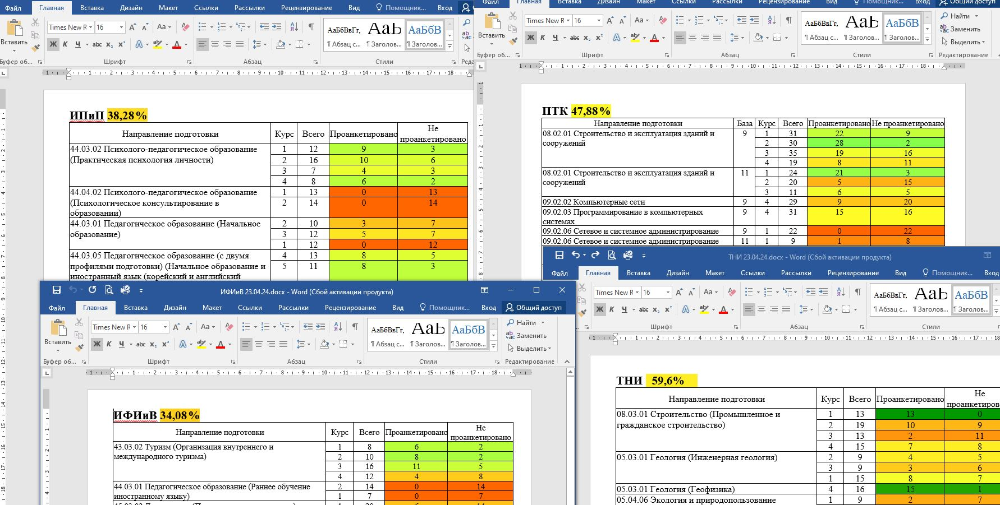 Файл Главная Вставка Дизайн Макет Ссылки Рассылки Рецензирование Вид Помощник... Вход
Times New R 16
Вставить
Ж К Ч abc x₂ x²
АаБбВвГг, АаЬ АаБбВ
¶ Абзац с... ¶ Заголов... ¶ Заголов...
Буфер об... Шрифт Абзац Стили
ИПиП 38,28%
Направление подготовки Курс Всего Проанкетировано Не проанкетировано
44.03.02 Психолого-педагогическое образование (Практическая психология личности) 1 12 9 3
2 16 10 6
3 7 4 3
4 8 6 2
44.04.02 Психолого-педагогическое образование (Психологическое консультирование в образовании) 1 13 0 13
2 14 0 14
44.03.01 Педагогическое образование (Начальное образование) 2 10 3 7
3 12 5 7
1 12 0 12
44.03.05 Педагогическое образование (с двумя профилями подготовки) (Начальное образование и иностранный язык (корейский и английский 4 13 8 5
5 11 8 3
Файл Главная Вставка Дизайн Макет Ссылки Рассылки Рецензирование Вид Помощник... Вход Общий доступ
Times New R 16
Вставить
Ж К Ч abc x₂ x²
АаБбВвГг, АаЬ АаБбВ
¶ Абзац с... ¶ Заголов... ¶ Заголов...
Найти
Заменить
Выделить
Буфер об... Шрифт Абзац Стили Редактирование
ПТК 47,88%
Направление подготовки База Курс Всего Проанкетировано Не проанкетировано
08.02.01 Строительство и эксплуатация зданий и сооружений 9 1 31 22 9
2 30 28 2
3 35 19 16
4 19 8 11
08.02.01 Строительство и эксплуатация зданий и сооружений 11 1 24 21 3
2 20 5 15
3 11 6 5
09.02.02 Компьютерные сети 9 4 29 9 20
09.02.03 Программирование в компьютерных системах 9 4 31 15 16
09.02.06 Сетевое и системное администрирование 9 1 22 0 22
09.02.06 Сетевое и системное администрирование 11 1 9 1 8
ИФИиВ 23.04.24.docx - Word (Сбой активации продукта)
Файл Главная Вставка Дизайн Макет Ссылки Рассылки Рецензирование Вид Помощник... Вход Общий доступ
Times New R 16
Вставить
Ж К Ч abc x₂ x²
АаБбВвГг, АаЬ АаБбВ
¶ Абзац с... ¶ Заголов... ¶ Заголов...
Найти
Заменить
Выделить
Буфер об... Шрифт Абзац Стили Редактирование
ИФИиВ 34,08%
Направление подготовки Курс Всего Проанкетировано Не проанкетировано
43.03.02 Туризм (Организация внутреннего и международного туризма) 1 8 6 2
2 10 8 2
3 16 11 5
4 12 4 8
44.03.01 Педагогическое образование (Раннее обучение иностранному языку) 2 14 0 14
1 7 0 7
ТНИ 23.04.24.docx - Word (Сбой активации продукта)
Файл Главная Вставка Дизайн Макет Ссылки Рассылки Рецензирование Вид Помощник... Вход
Times New R 16
Ж К Ч abc x₂ x²
АаБбВвГг, АаЬ АаБбВ
¶ Абзац с... ¶ Заголов... ¶ Заголов...
Шрифт Абзац Стили
ТНИ 59,6%
Направление подготовки Курс Всего Проанкетировано Не проанкетиров
08.03.01 Строительство (Промышленное и гражданское строительство) 1 13 13 0
2 19 10 9
3 13 2 11
4 15 7 8
05.03.01 Геология (Инженерная геология) 2 9 4 5
3 9 3 6
1 15 8 7
05.03.01 Геология (Геофизика) 4 16 15 1
05.04.06 Экология и природопользование 1 9 2 7